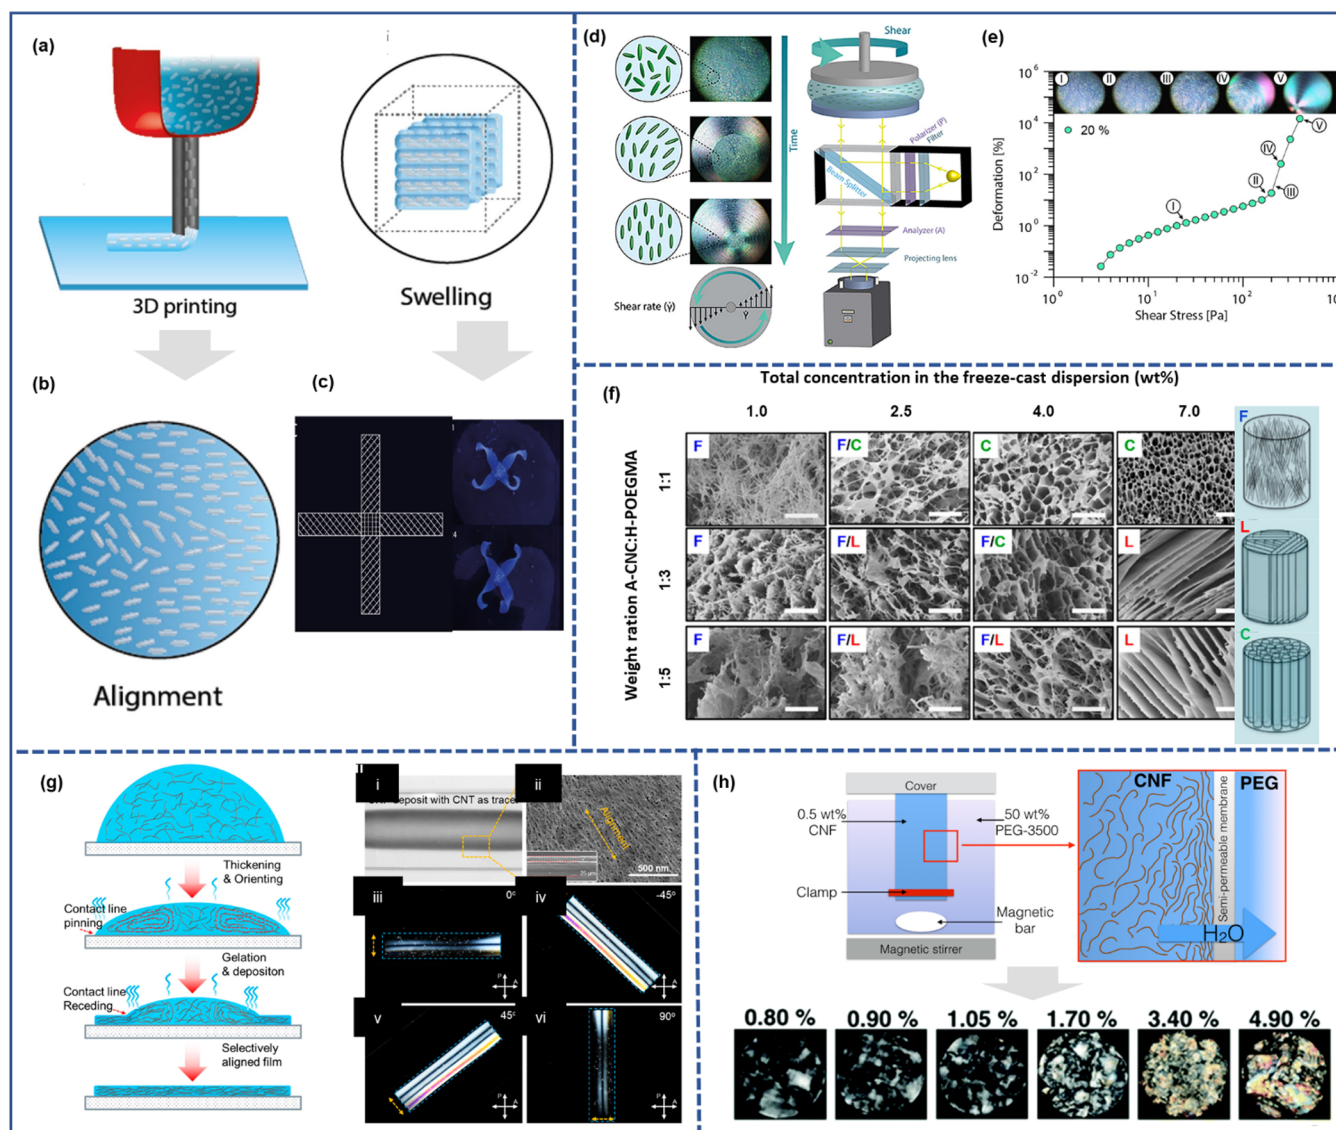 (a)
3D printing
Swelling
(b)
Alignment
(c)
(d)
Shear
Time
Polarizer (P)
Filter
Beam Splitter
Analyzer (A)
Projecting lens
Shear rate (γ̇)
γ̇
(e)
I
II
III
IV
V
20 %
I
II
III
IV
V
Deformation [%]
10⁶
10⁴
10²
10⁰
10⁻²
10⁰
10¹
10²
Shear Stress [Pa]
(f)
Total concentration in the freeze-cast dispersion (wt%)
1.0
2.5
4.0
7.0
Weight ration A-CNC:H-POEGMA
1:1
F
F/C
C
C
1:3
F
F/L
F/C
L
1:5
F
F/L
F/L
L
F
L
C
(g)
Thickening
& Orienting
Contact line
pinning
Gelation
& depositon
Contact line
Receding
Selectively
aligned film
i
deposit with CNT as trace
ii
Alignment
25 μm
500 nm
iii
0°
P
A
iv
-45°
P
A
v
45°
P
A
vi
90°
P
A
(h)
Cover
0.5 wt%
CNF
50 wt%
PEG-3500
Clamp
Magnetic
bar
Magnetic stirrer
CNF
Semi-permeable membrane
PEG
H₂O
0.80 %
0.90 %
1.05 %
1.70 %
3.40 %
4.90 %